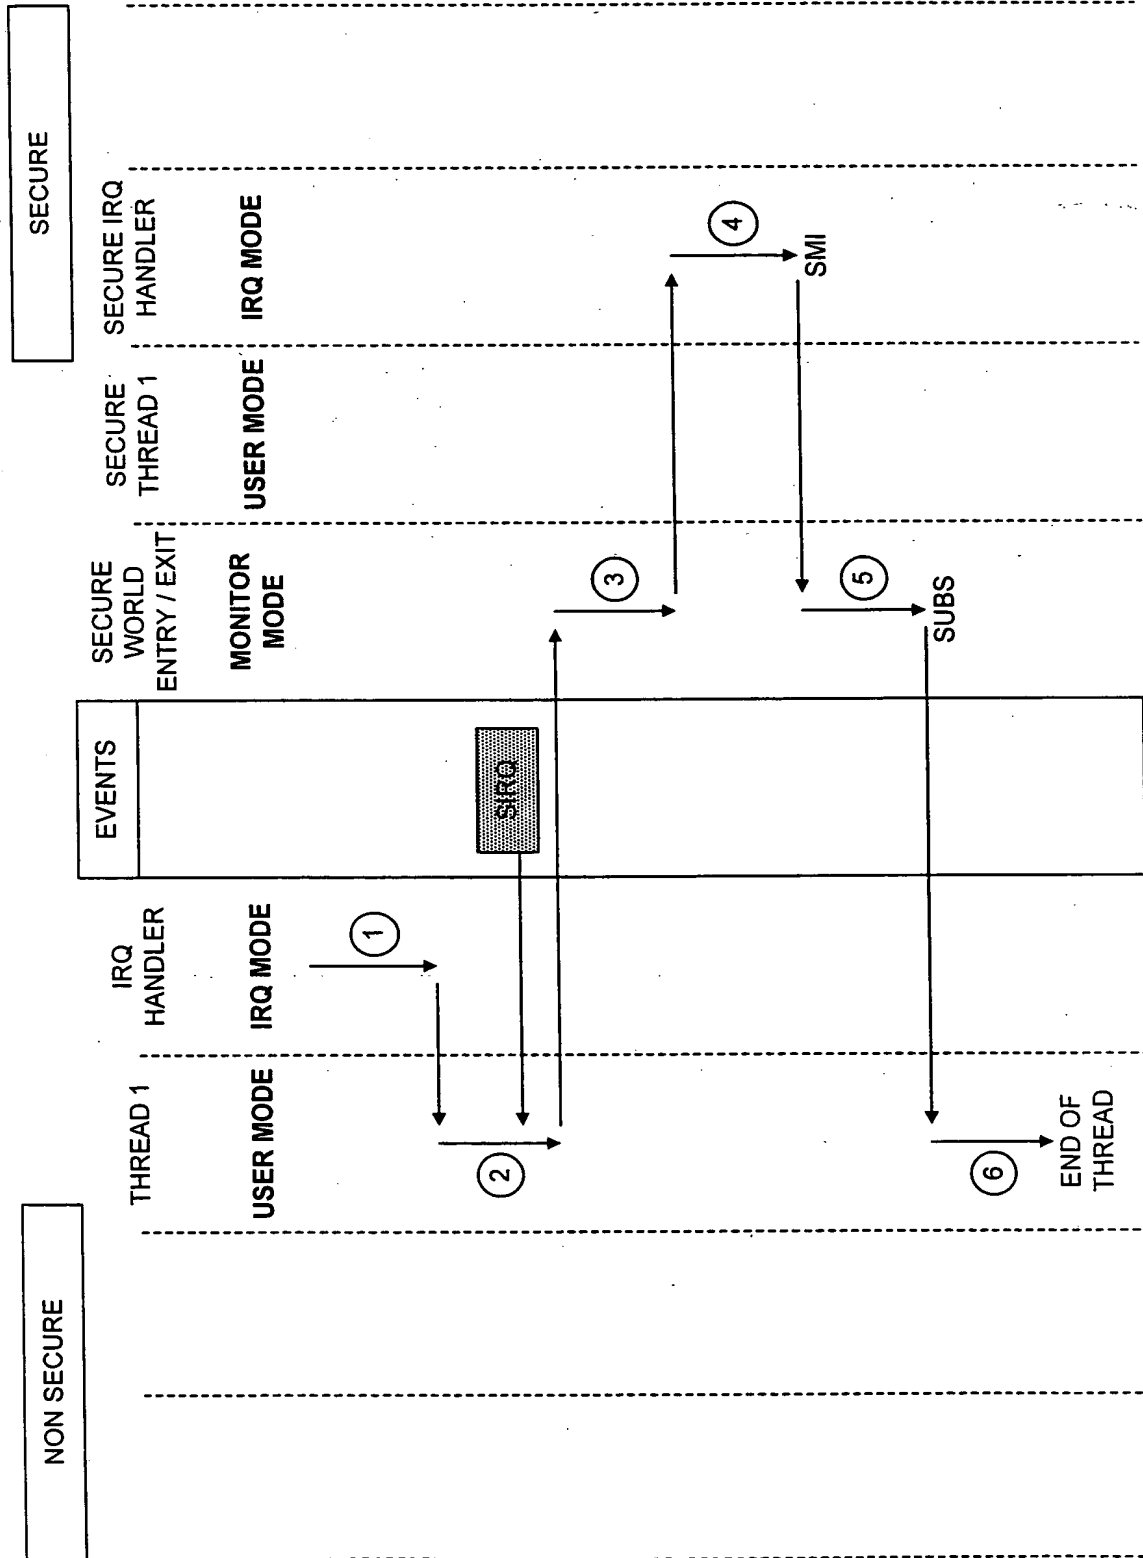 NON SECURE
SECURE
THREAD 1
USER MODE
IRQ
HANDLER
IRQ MODE
EVENTS
SECURE
WORLD
ENTRY / EXIT
MONITOR
MODE
SECURE
THREAD 1
USER MODE
SECURE IRQ
HANDLER
IRQ MODE
1
2
SIRQ
3
4
SMI
5
SUBS
6
END OF
THREAD